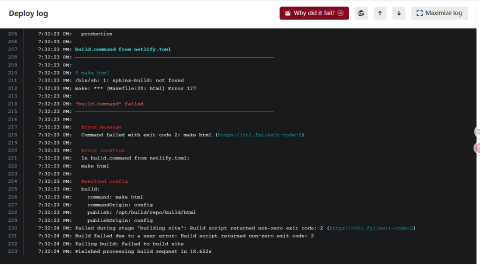 Deploy log
Why did it fail?
Maximize log
205 7:32:23 PM: production
206 7:32:23 PM:
207 7:32:23 PM: build.command from netlify.toml
208 7:32:23 PM: ────────────────────────────────────────────────────────────────
209 7:32:23 PM:
210 7:32:23 PM: $ make html
211 7:32:23 PM: /bin/sh: 1: sphinx-build: not found
212 7:32:23 PM: make: *** [Makefile:20: html] Error 127
213 7:32:23 PM:
214 7:32:23 PM: "build.command" failed
215 7:32:23 PM: ────────────────────────────────────────────────────────────────
216 7:32:23 PM:
217 7:32:23 PM: Error message
218 7:32:23 PM: Command failed with exit code 2: make html (https://ntl.fyi/exit-code-2)
219 7:32:23 PM:
220 7:32:23 PM: Error location
221 7:32:23 PM: In build.command from netlify.toml:
222 7:32:23 PM: make html
223 7:32:23 PM:
224 7:32:23 PM: Resolved config
225 7:32:23 PM: build:
226 7:32:23 PM: command: make html
227 7:32:23 PM: commandOrigin: config
228 7:32:23 PM: publish: /opt/build/repo/build/html
229 7:32:23 PM: publishOrigin: config
230 7:32:24 PM: Failed during stage 'building site': Build script returned non-zero exit code: 2 (https://ntl.fyi/exit-code-2)
231 7:32:24 PM: Build failed due to a user error: Build script returned non-zero exit code: 2
232 7:32:24 PM: Failing build: Failed to build site
233 7:32:24 PM: Finished processing build request in 18.652s